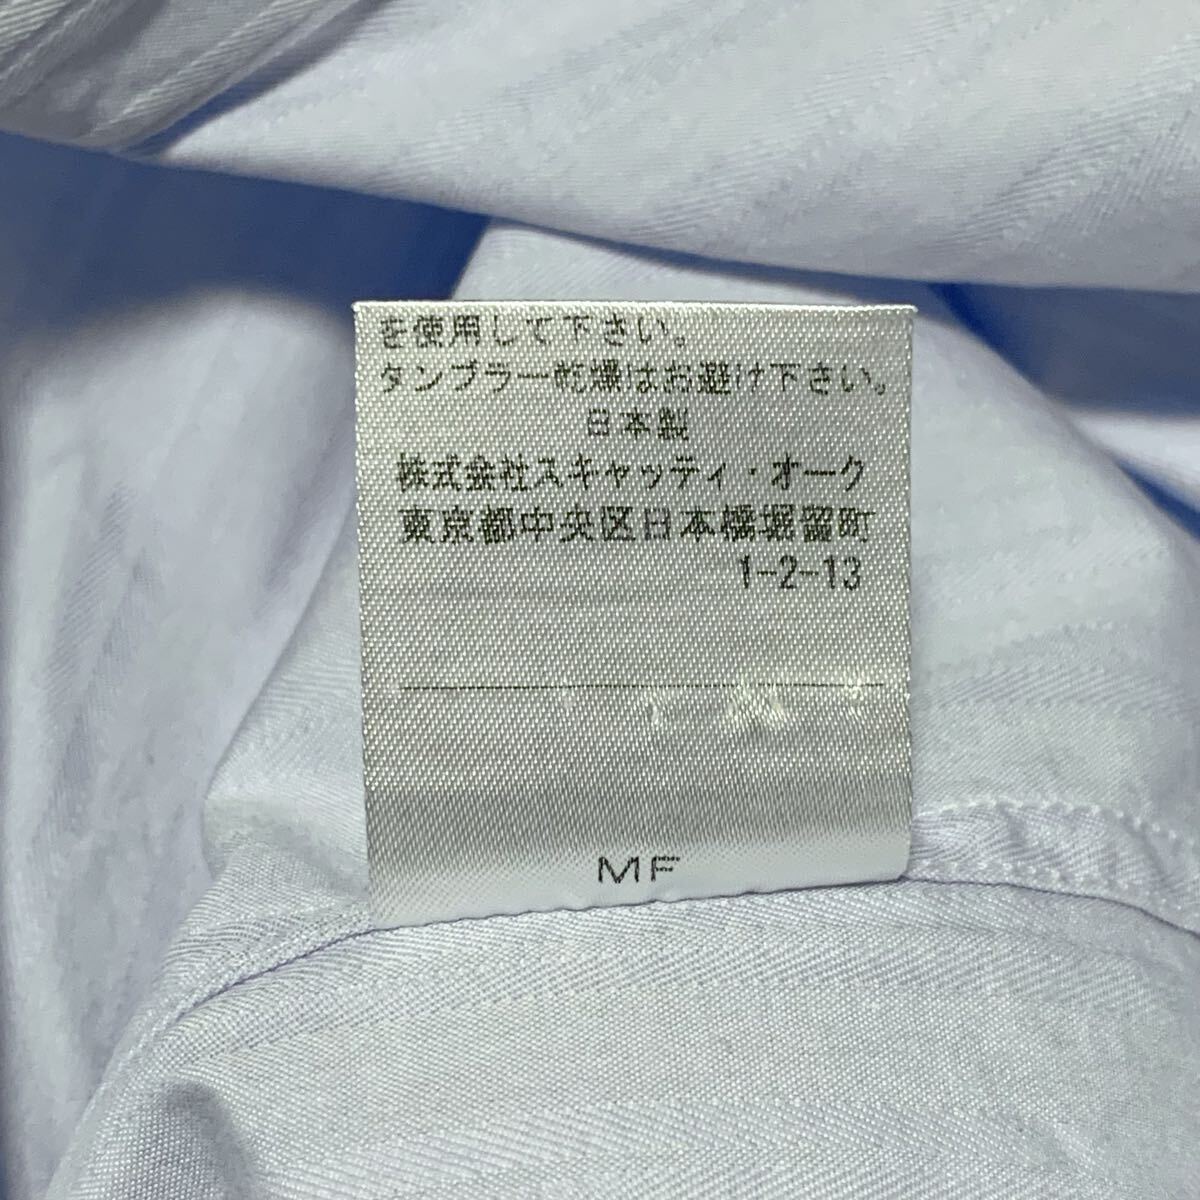 を使用して下さい。
タンブラー乾燥はお避け下さい。
日本製
株式会社スキャッティ・オーク
東京都中央区日本橋堀留町
1-2-13
MF